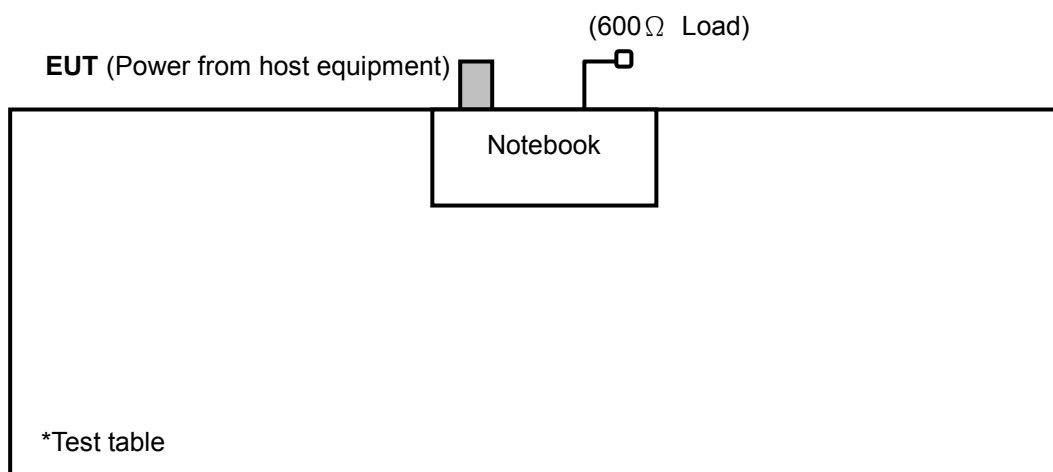 (600Ω Load)
EUT (Power from host equipment)
Notebook
*Test table